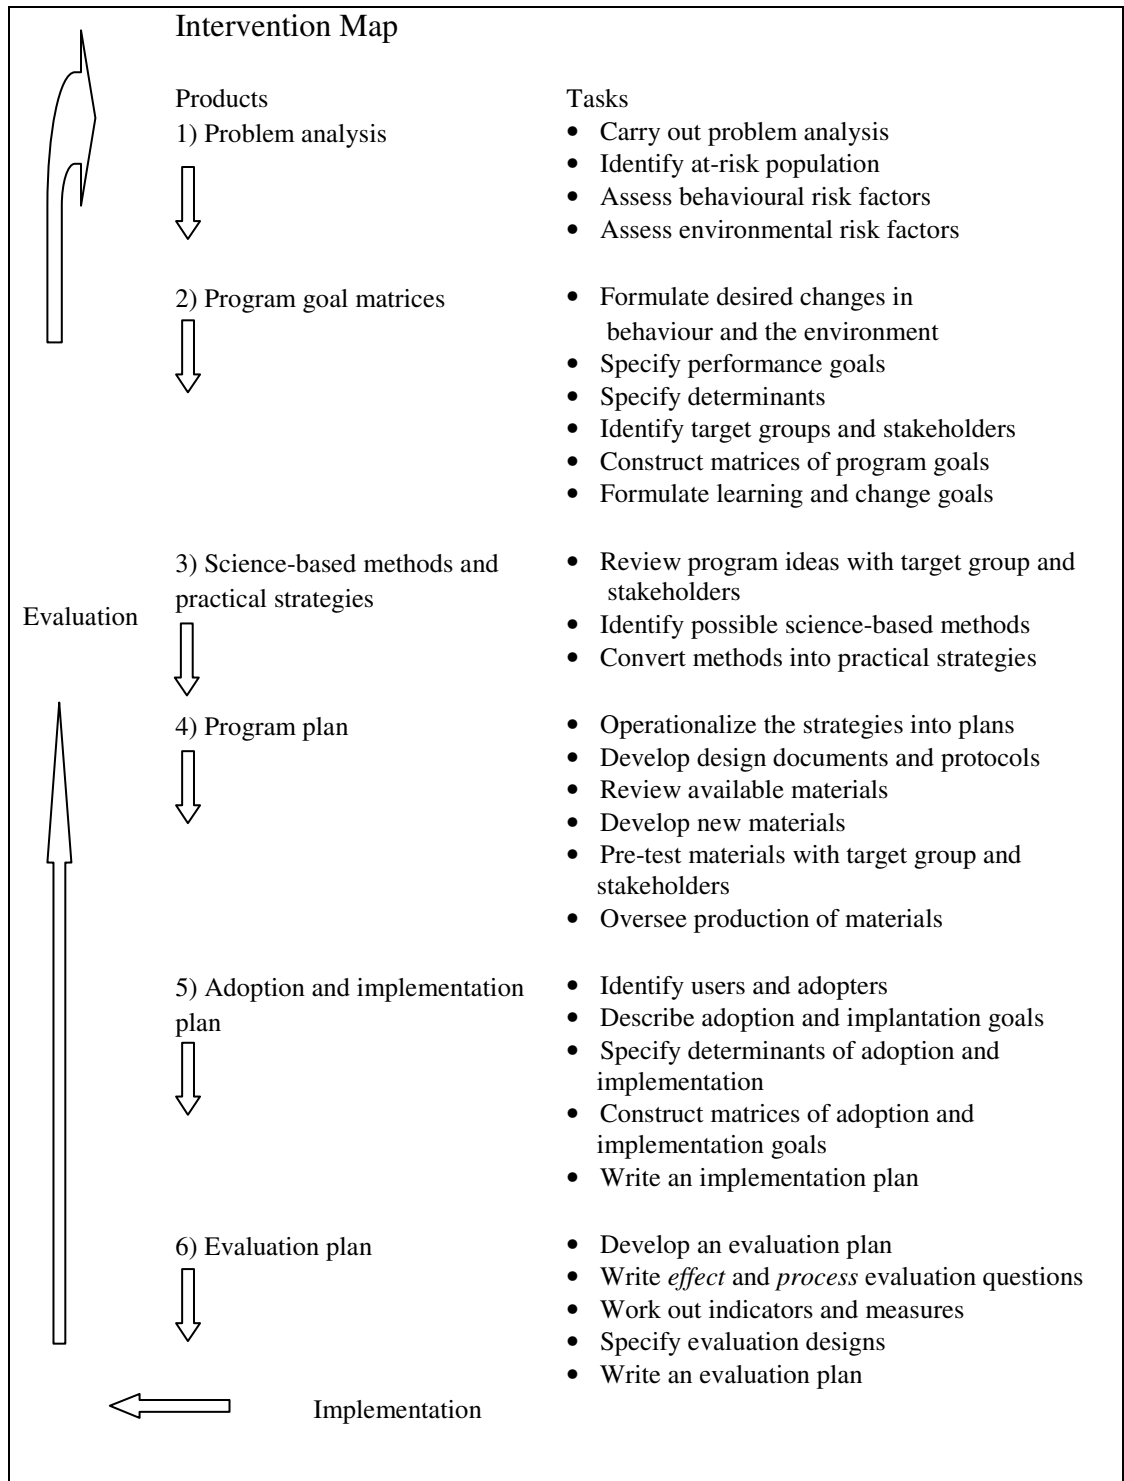 Intervention Map
Products
Tasks
1) Problem analysis
• Carry out problem analysis
• Identify at-risk population
• Assess behavioural risk factors
• Assess environmental risk factors
2) Program goal matrices
• Formulate desired changes in
behaviour and the environment
• Specify performance goals
• Specify determinants
• Identify target groups and stakeholders
• Construct matrices of program goals
• Formulate learning and change goals
3) Science-based methods and
practical strategies
• Review program ideas with target group and
stakeholders
• Identify possible science-based methods
• Convert methods into practical strategies
Evaluation
4) Program plan
• Operationalize the strategies into plans
• Develop design documents and protocols
• Review available materials
• Develop new materials
• Pre-test materials with target group and
stakeholders
• Oversee production of materials
5) Adoption and implementation
plan
• Identify users and adopters
• Describe adoption and implantation goals
• Specify determinants of adoption and
implementation
• Construct matrices of adoption and
implementation goals
• Write an implementation plan
6) Evaluation plan
• Develop an evaluation plan
• Write effect and process evaluation questions
• Work out indicators and measures
• Specify evaluation designs
• Write an evaluation plan
Implementation